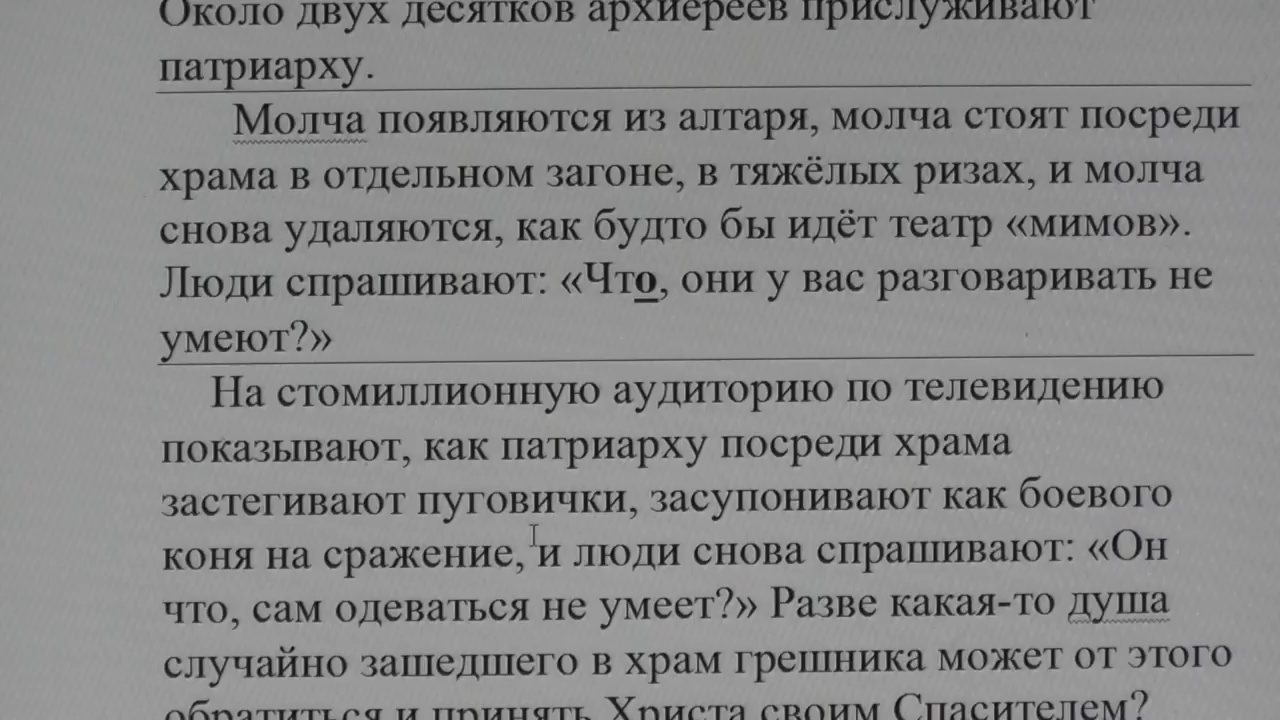 Около двух десятков архиереев прислуживают
патриарху.
Молча появляются из алтаря, молча стоят посреди
храма в отдельном загоне, в тяжёлых ризах, и молча
снова удаляются, как будто бы идёт театр «мимов».
Люди спрашивают: «Что, они у вас разговаривать не
умеют?»
На стомиллионную аудиторию по телевидению
показывают, как патриарху посреди храма
застегивают пуговички, засупонивают как боевого
коня на сражение, и люди снова спрашивают: «Он
что, сам одеваться не умеет?» Разве какая-то душа
случайно зашедшего в храм грешника может от этого
обратиться и принять Христа своим Спасителем?